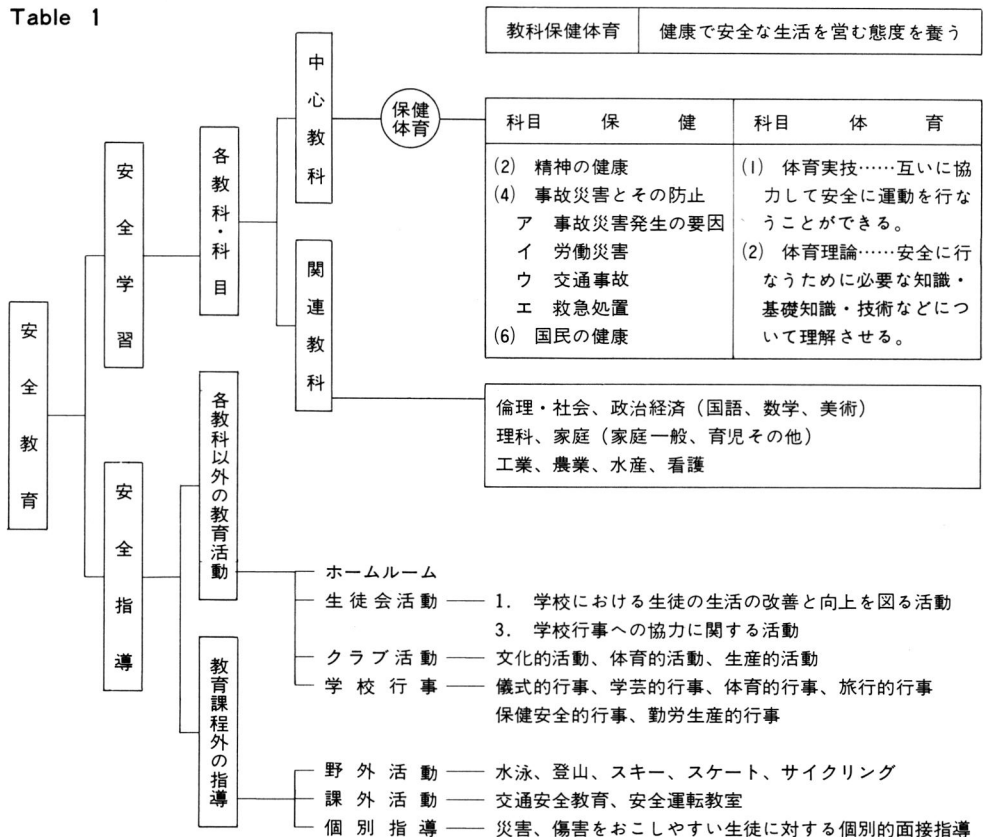 Table 1
安全教育
安全学習
安全指導
各教科・科目
各教科以外の教育活動
教育課程外の指導
中心教科
関連教科
保健
体育
教科保健体育 健康で安全な生活を営む態度を養う
科目 保 健
(2) 精神の健康
(4) 事故災害とその防止
ア 事故災害発生の要因
イ 労働災害
ウ 交通事故
エ 救急処置
(6) 国民の健康
科目 体 育
(1) 体育実技……互いに協
力して安全に運動を行な
うことができる。
(2) 体育理論……安全に行
なうために必要な知識・
基礎知識・技術などにつ
いて理解させる。
倫理・社会、政治経済（国語、数学、美術）
理科、家庭（家庭一般、育児その他）
工業、農業、水産、看護
ホームルーム
生徒会活動 1. 学校における生徒の生活の改善と向上を図る活動
3. 学校行事への協力に関する活動
クラブ活動 文化的活動、体育的活動、生産的活動
学校行事 儀式的行事、学芸的行事、体育的行事、旅行的行事
保健安全的行事、勤労生産的行事
野外活動 水泳、登山、スキー、スケート、サイクリング
課外活動 交通安全教育、安全運転教室
個別指導 災害、傷害をおこしやすい生徒に対する個別的面接指導